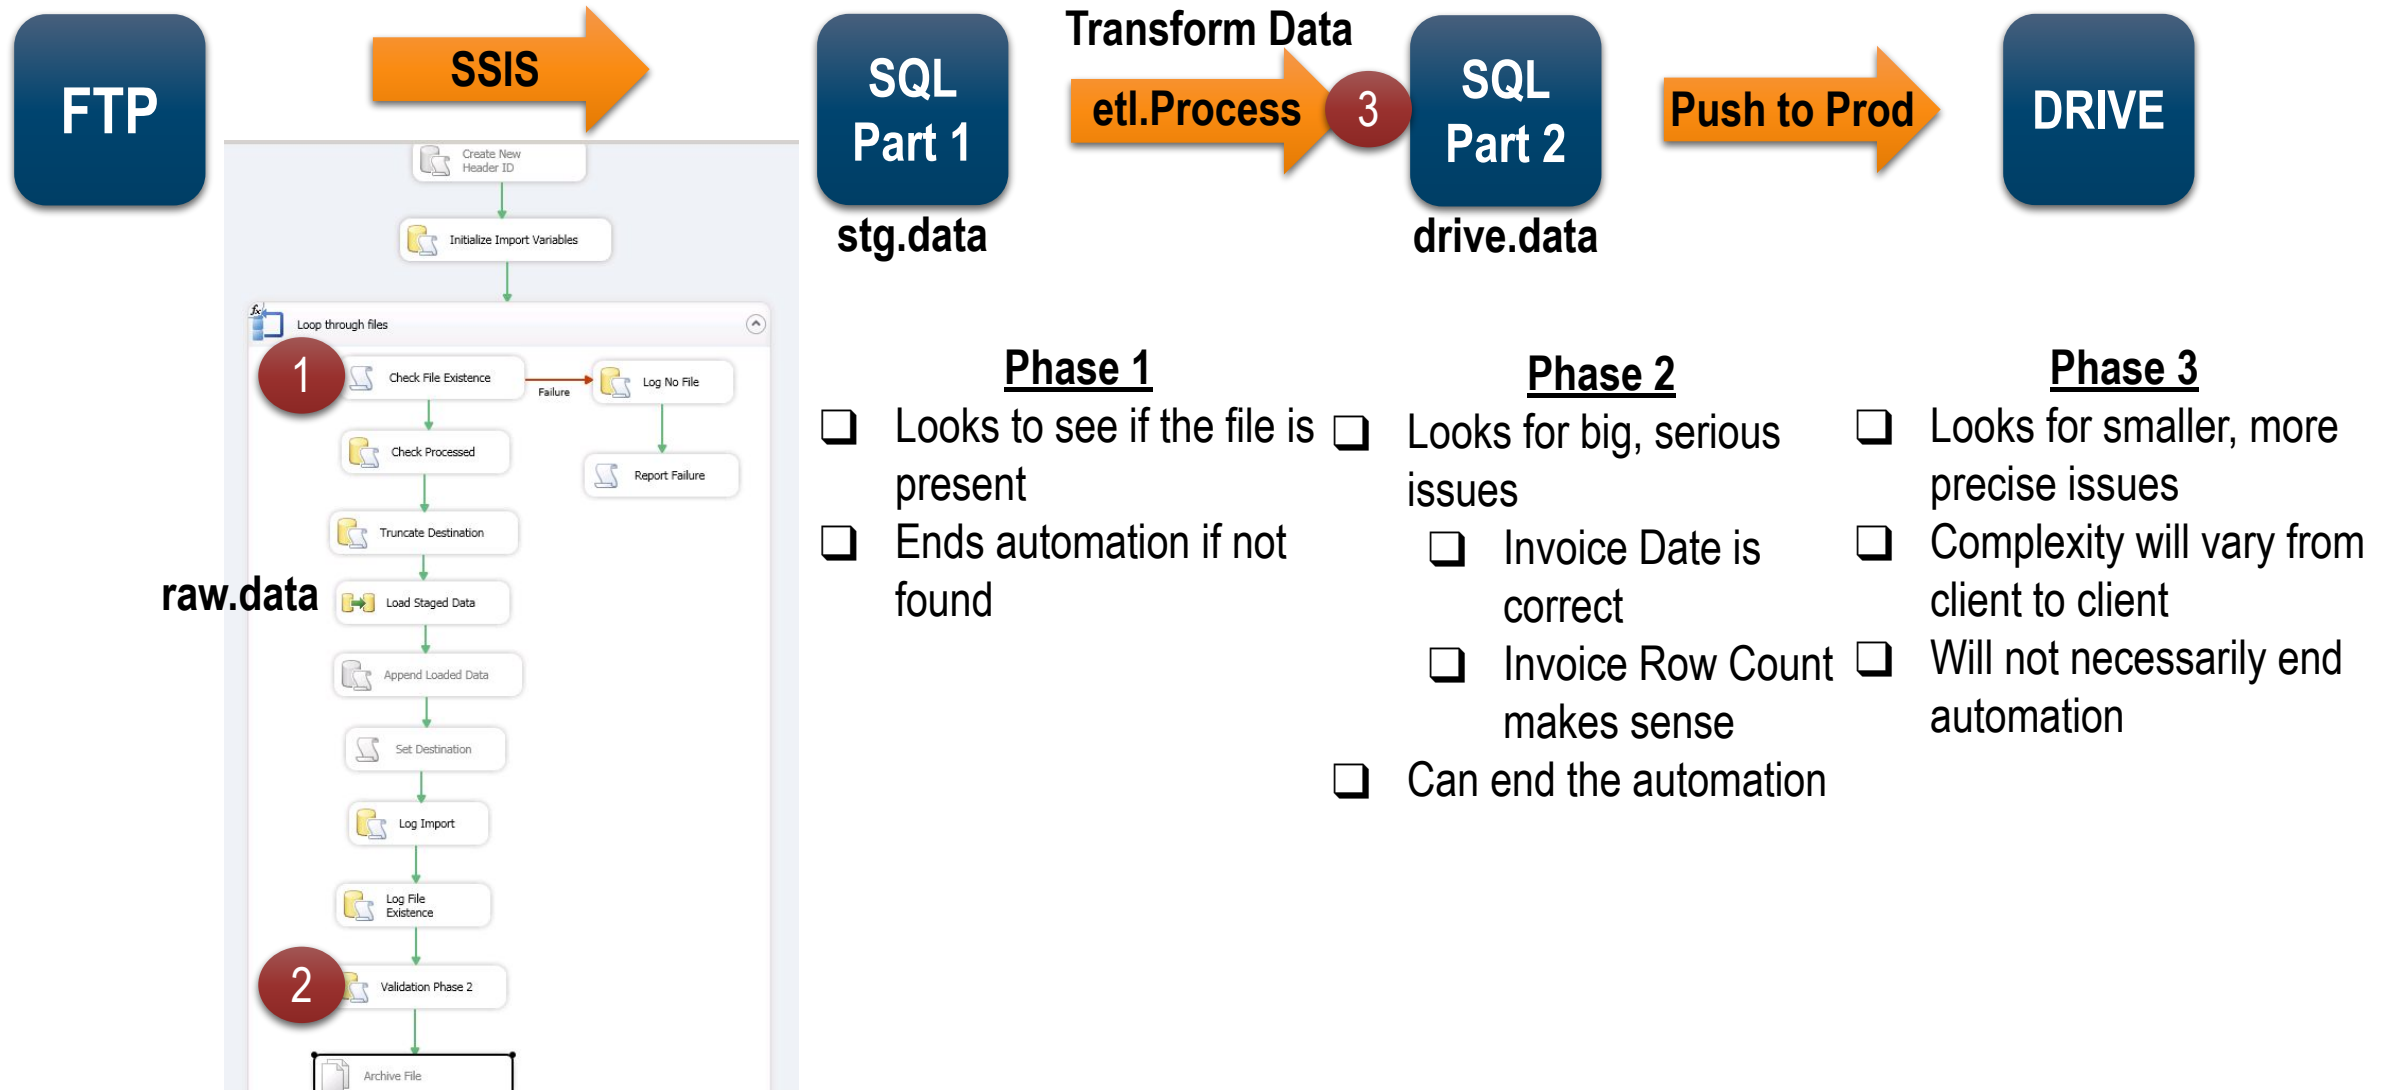 FTP
SSIS
SQL
Part 1
stg.data
Transform Data
etl.Process
3
SQL
Part 2
drive.data
Push to Prod
DRIVE
Create New
Header ID
Initialize Import Variables
fx
Loop through files
1
Check File Existence
Failure
Log No File
Check Processed
Report Failure
Truncate Destination
raw.data
Load Staged Data
Append Loaded Data
Set Destination
Log Import
Log File
Existence
2
Validation Phase 2
Archive File
Phase 1
Looks to see if the file is
present
Ends automation if not
found
Phase 2
Looks for big, serious
issues
Invoice Date is
correct
Invoice Row Count
makes sense
Can end the automation
Phase 3
Looks for smaller, more
precise issues
Complexity will vary from
client to client
Will not necessarily end
automation